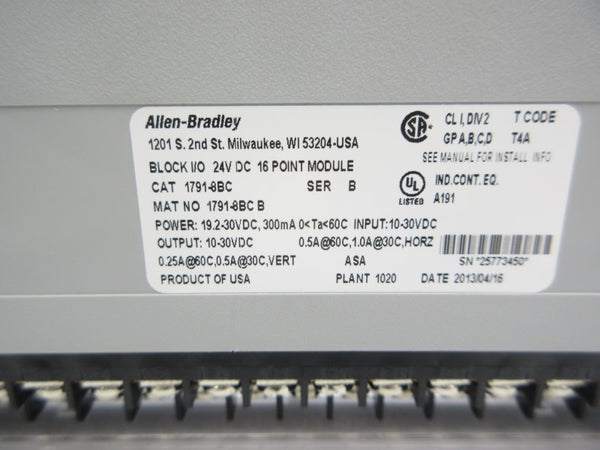 Allen-Bradley
1201 S. 2nd St. Milwaukee, WI 53204-USA
BLOCK I/O 24V DC 16 POINT MODULE
CAT 1791-8BC SER B
MAT NO 1791-8BC B
POWER: 19.2-30VDC, 300mA 0<Ta<60C INPUT:10-30VDC
OUTPUT: 10-30VDC 0.5A@60C,1.0A@30C,HORZ
0.25A@60C,0.5A@30C,VERT ASA
PRODUCT OF USA PLANT 1020 DATE 2013/04/16
SA
CL I, DIV 2 T CODE
GP A,B,C,D T4A
SEE MANUAL FOR INSTALL INFO
UL
LISTED
IND.CONT. EQ.
A191
SN *25773450*